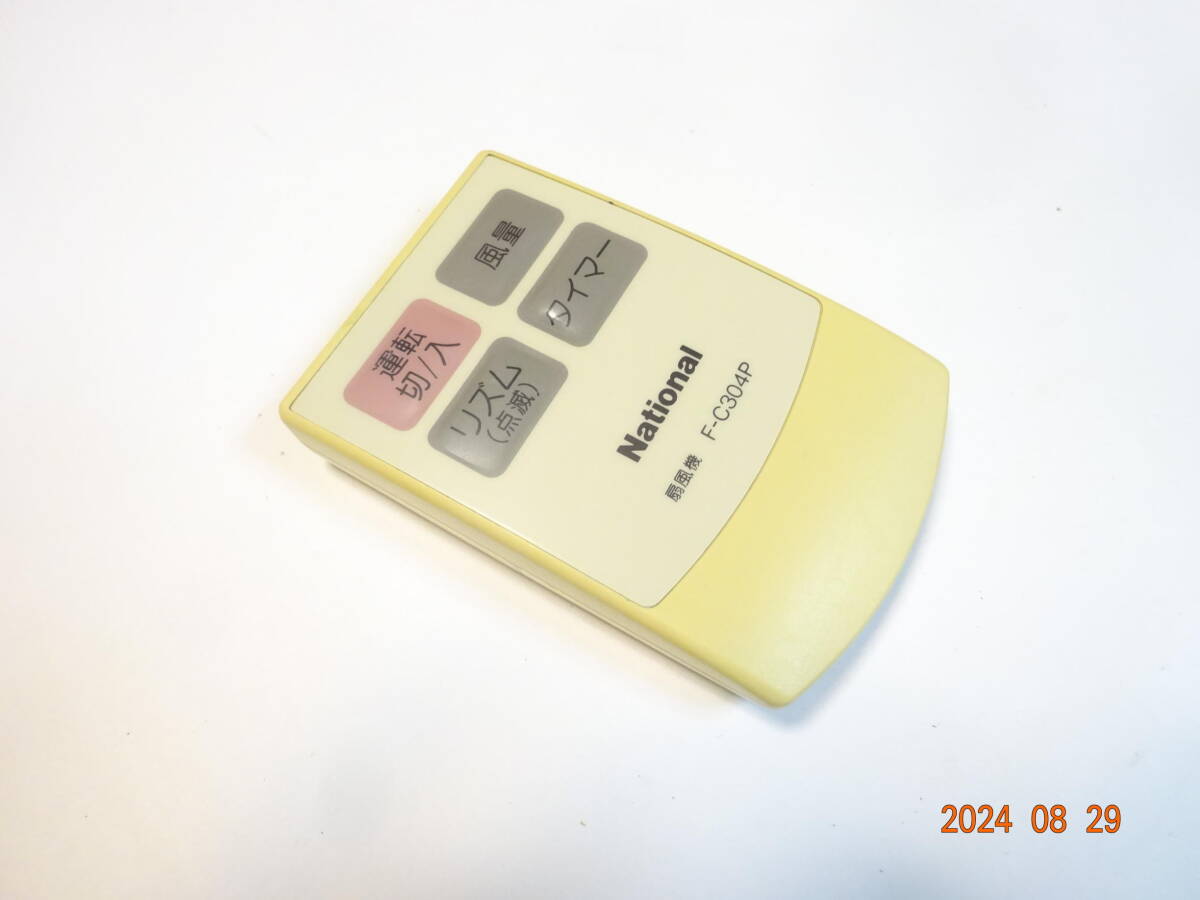 運転
切/入
風量
リズム
(点滅)
タイマー
National
扇風機 F-C304P
2024 08 29